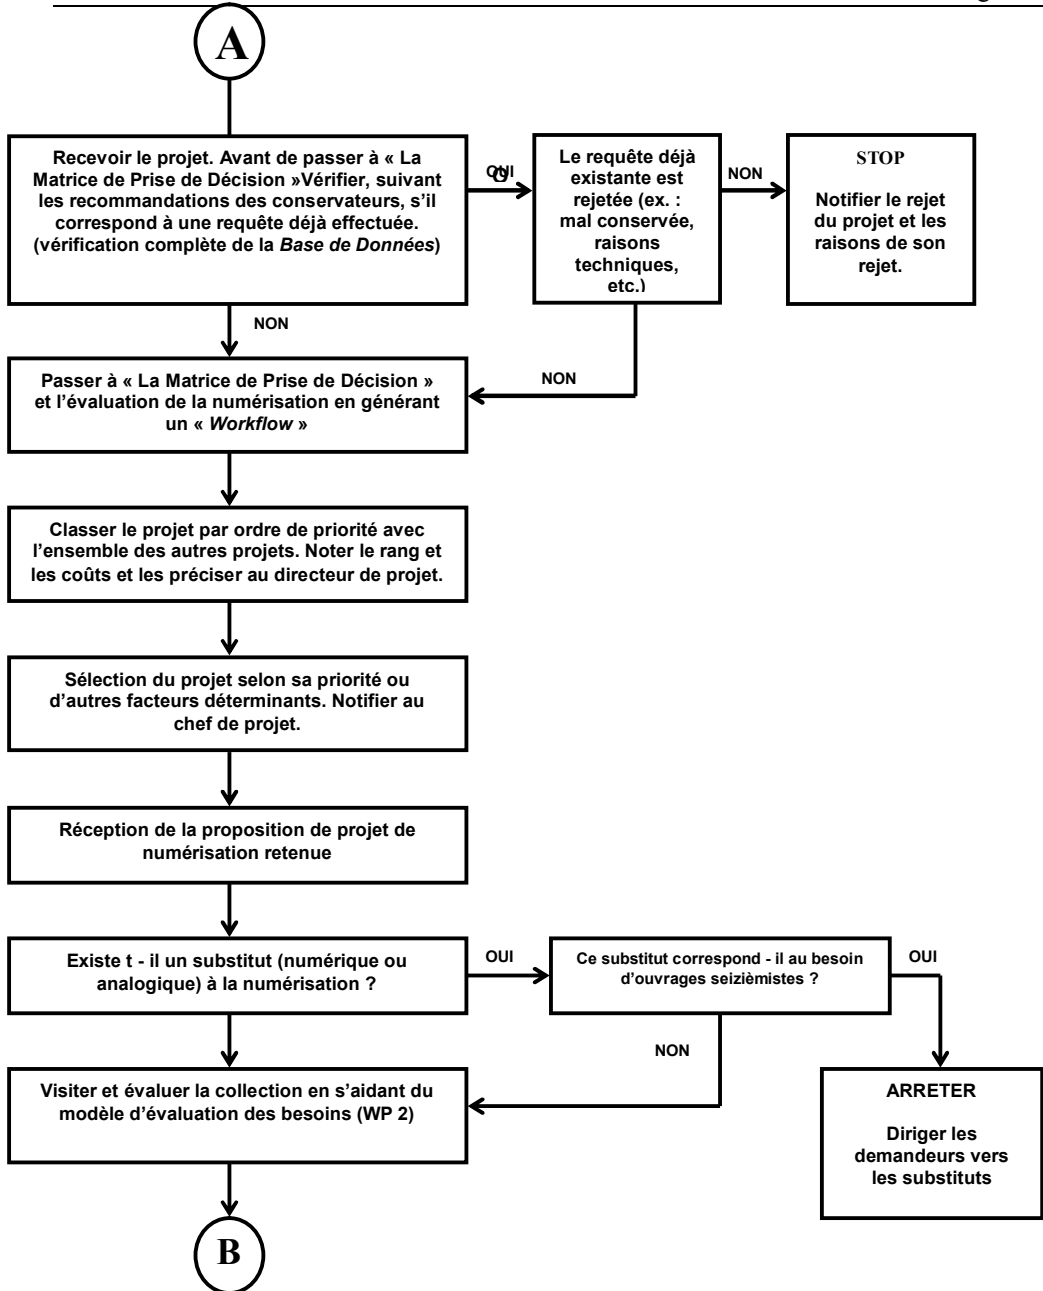 A
Recevoir le projet. Avant de passer à « La
Matrice de Prise de Décision »Vérifier, suivant
les recommandations des conservateurs, s’il
correspond à une requête déjà effectuée.
(vérification complète de la Base de Données)
OUI
Le requête déjà
existante est
rejetée (ex. :
mal conservée,
raisons
techniques,
etc.)
NON
STOP
Notifier le rejet
du projet et les
raisons de son
rejet.
NON
NON
Passer à « La Matrice de Prise de Décision »
et l’évaluation de la numérisation en générant
un « Workflow »
Classer le projet par ordre de priorité avec
l’ensemble des autres projets. Noter le rang et
les coûts et les préciser au directeur de projet.
Sélection du projet selon sa priorité ou
d’autres facteurs déterminants. Notifier au
chef de projet.
Réception de la proposition de projet de
numérisation retenue
Existe t - il un substitut (numérique ou
analogique) à la numérisation ?
OUI
Ce substitut correspond - il au besoin
d’ouvrages seizièmistes ?
OUI
NON
Visiter et évaluer la collection en s’aidant du
modèle d’évaluation des besoins (WP 2)
ARRETER
Diriger les
demandeurs vers
les substituts
B